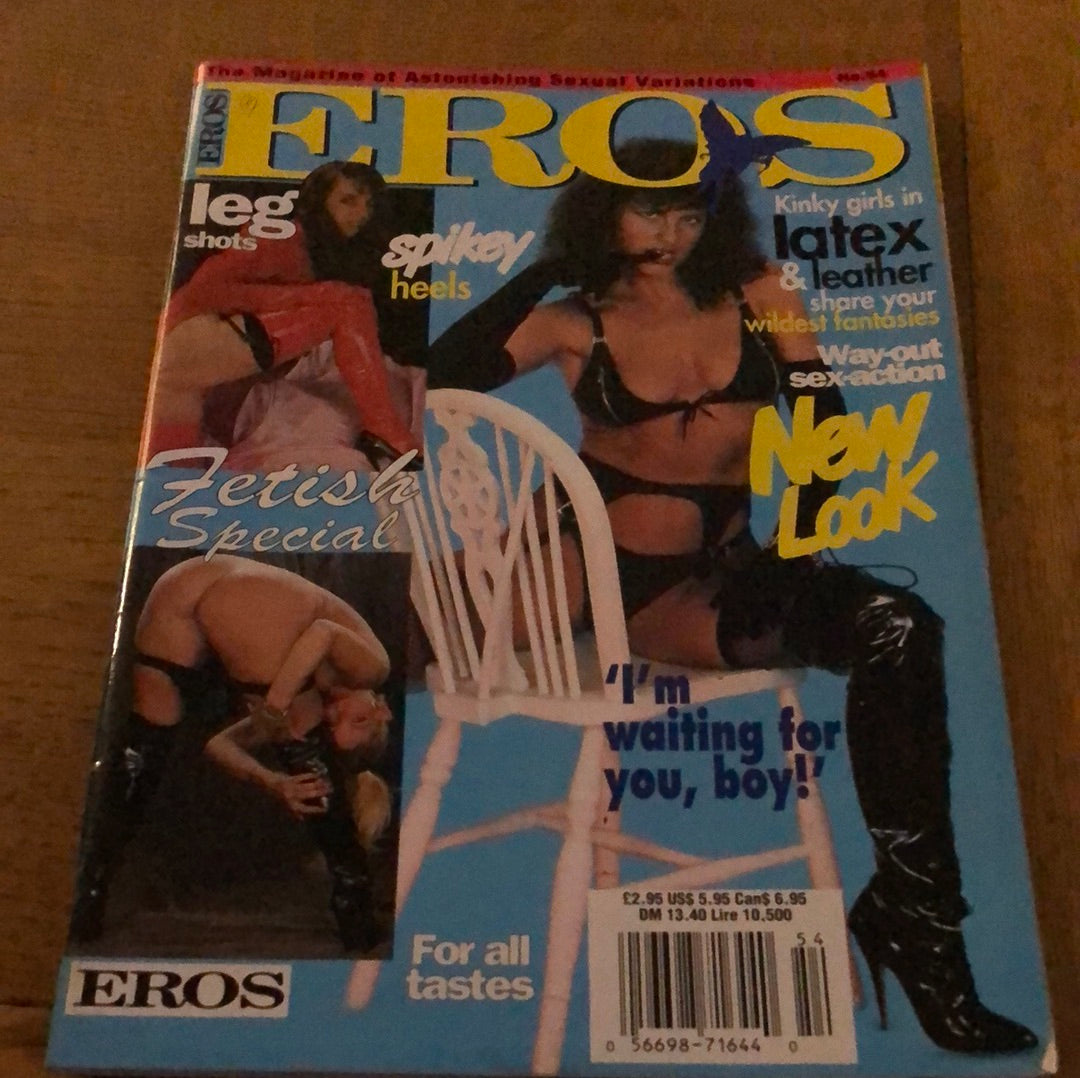 The Magazine of Astonishing Sexual Variations No.54
EROS
EROS
leg
shots
spikey
heels
Kinky girls in
latex
& leather
share your
wildest fantasies
Way-out
sex-action
New
Look
Fetish
Special
'I'm
waiting for
you, boy!'
£2.95 US$ 5.95 Can$ 6.95
DM 13.40 Lire 10,500
54
0 56698-71644 0
For all
tastes
EROS